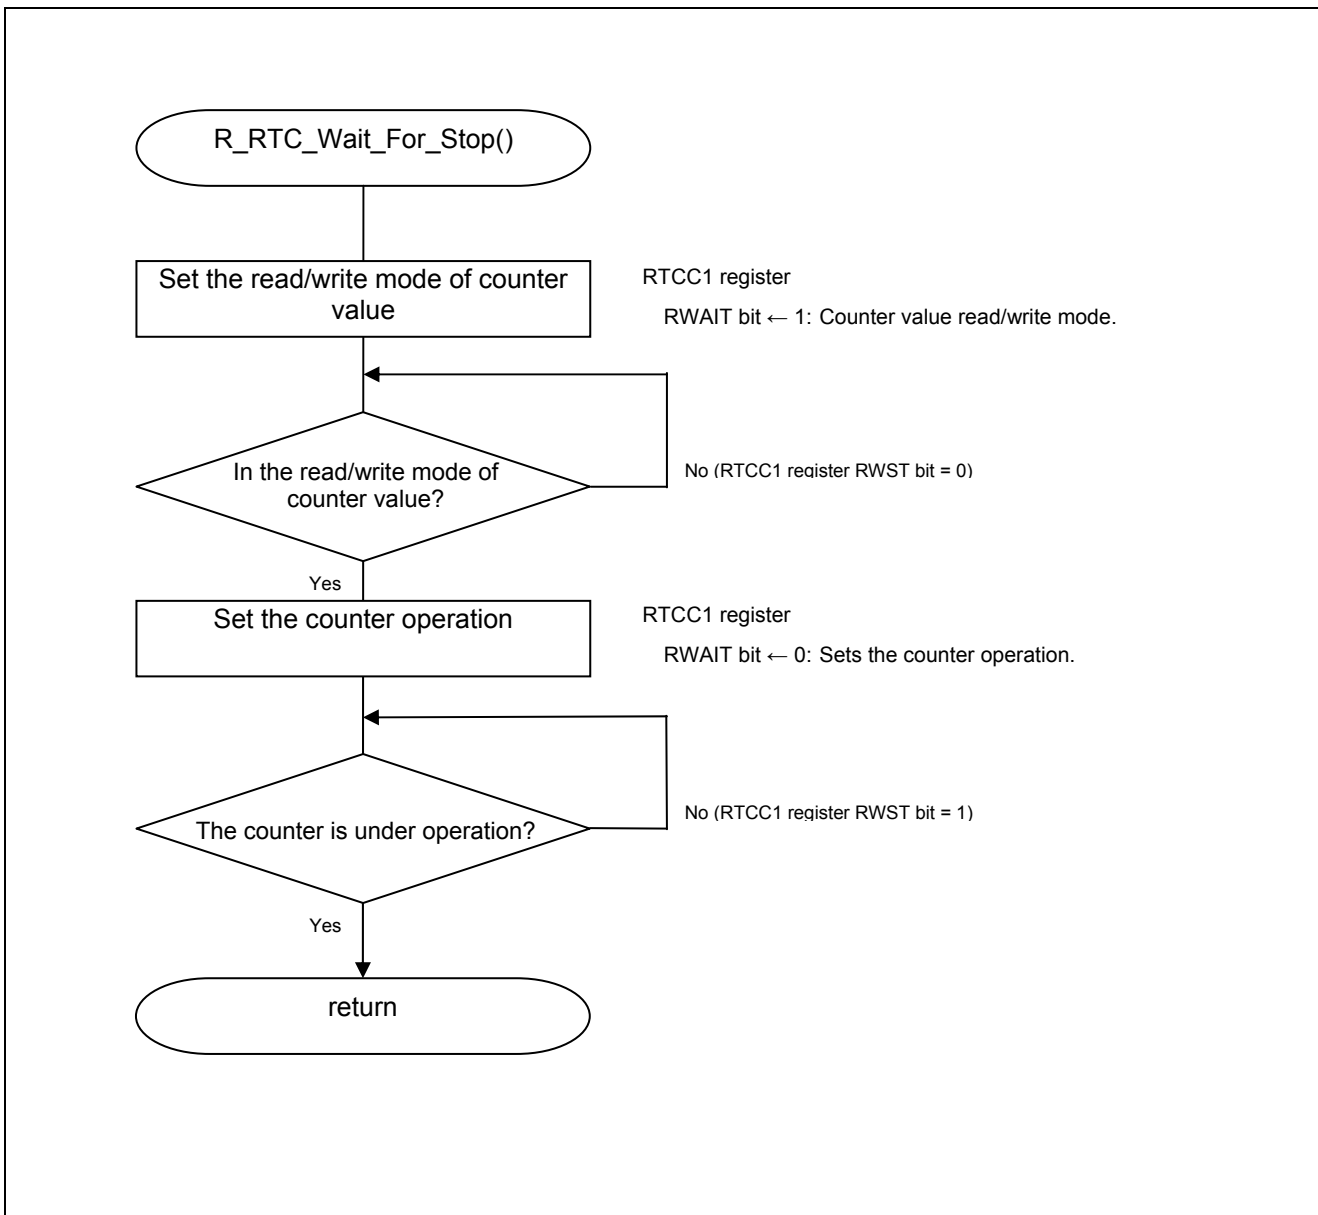 R_RTC_Wait_For_Stop()
Set the read/write mode of counter
value
RTCC1 register
RWAIT bit ← 1: Counter value read/write mode.
In the read/write mode of
counter value?
No (RTCC1 register RWST bit = 0)
Yes
Set the counter operation
RTCC1 register
RWAIT bit ← 0: Sets the counter operation.
The counter is under operation?
No (RTCC1 register RWST bit = 1)
Yes
return